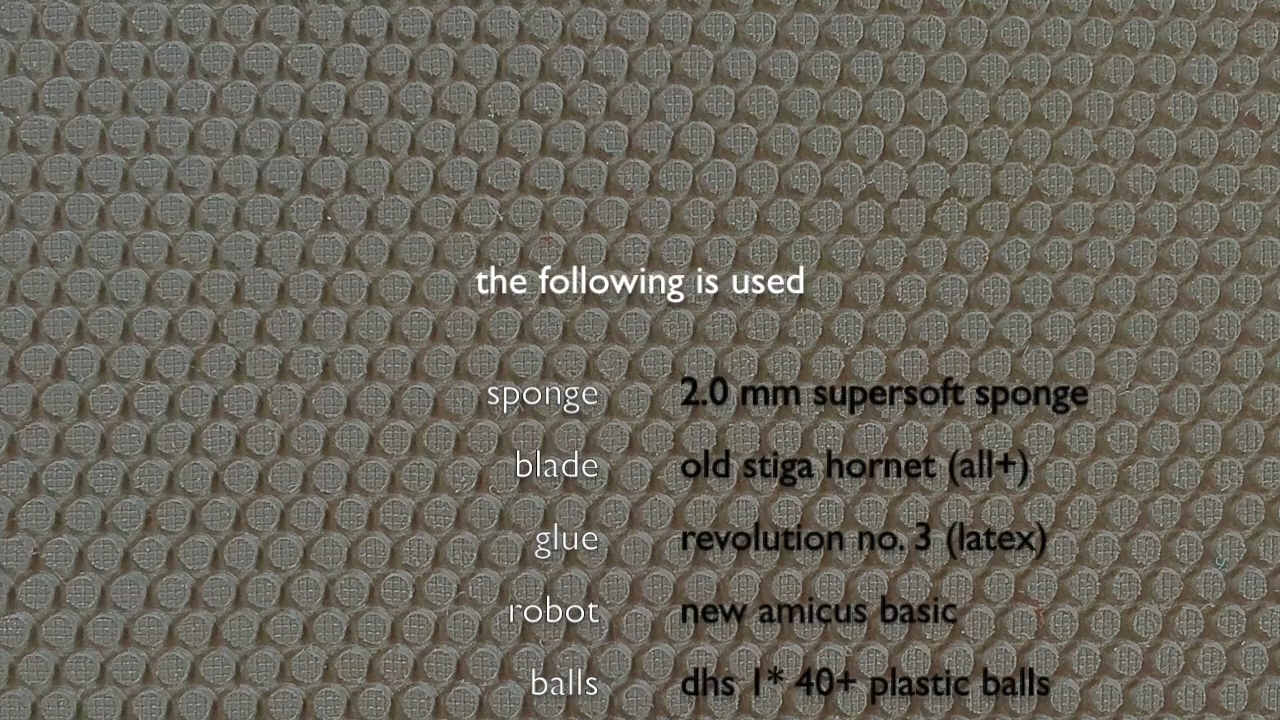 the following is used
sponge 2.0 mm supersoft sponge
blade old stiga hornet (all+)
glue revolution no. 3 (latex)
robot new amicus basic
balls dhs 1* 40+ plastic balls